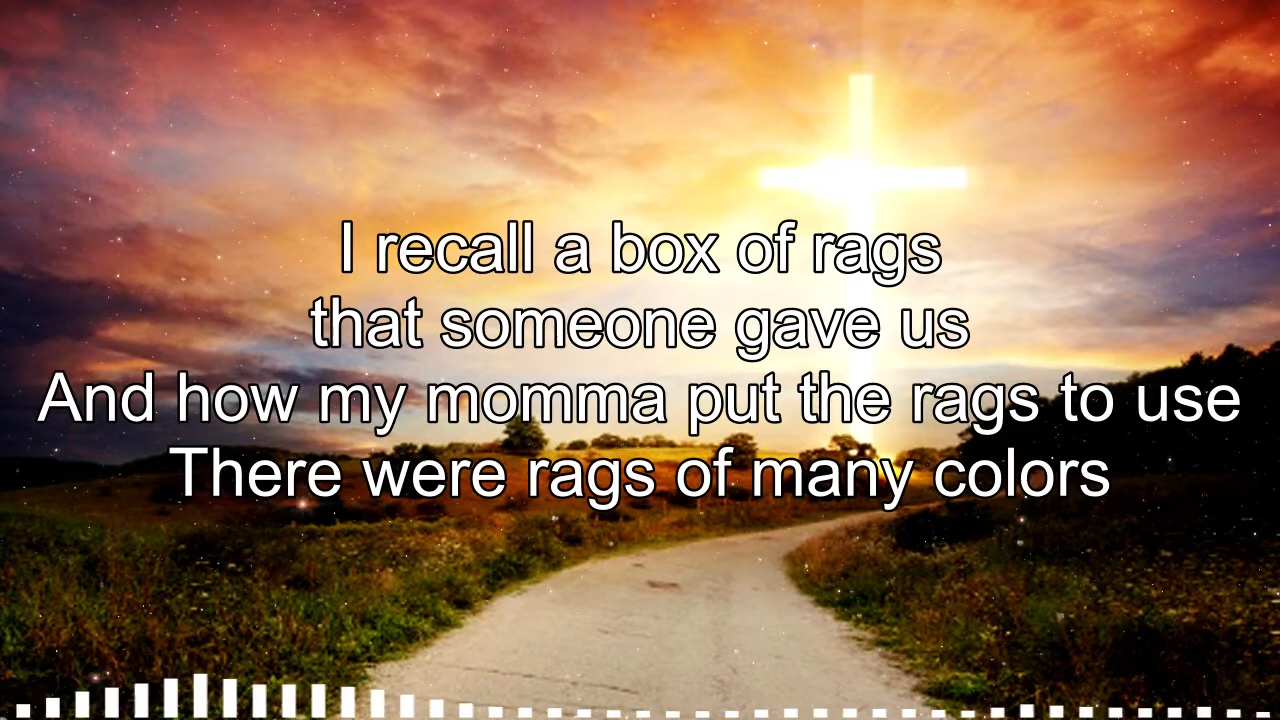 I recall a box of rags
that someone gave us
And how my momma put the rags to use
There were rags of many colors